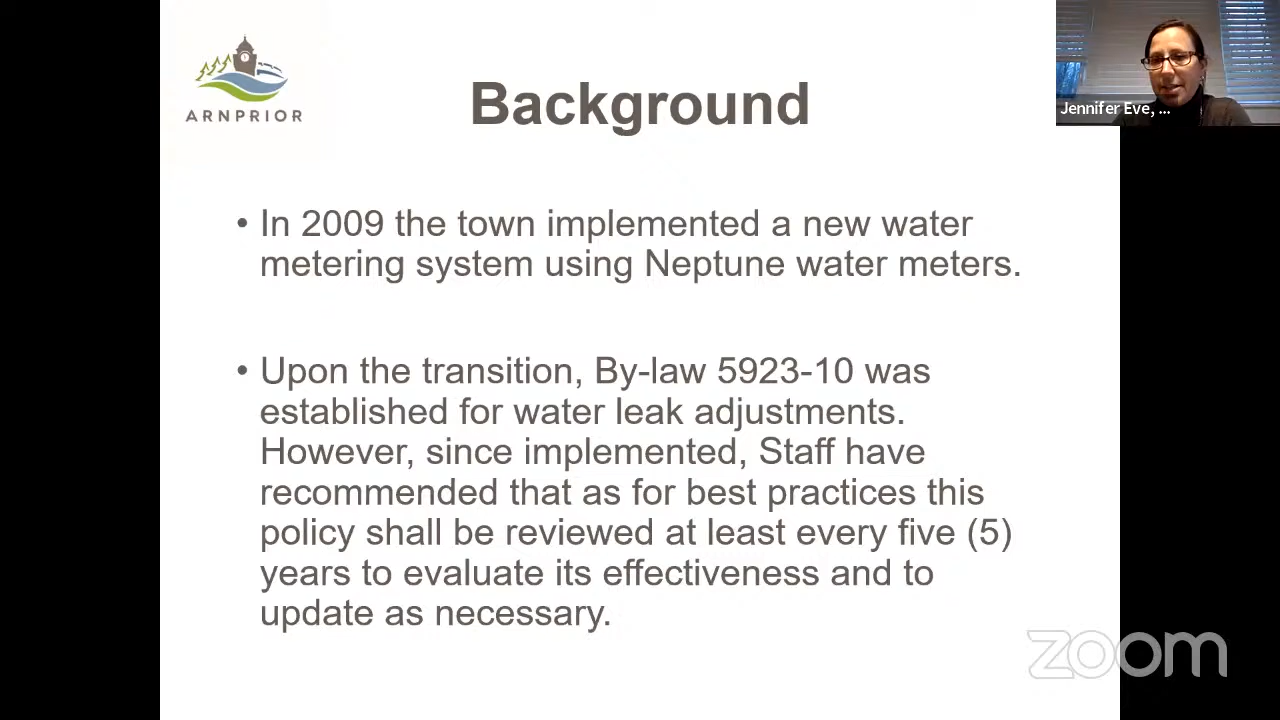 ARNPRIOR
Background
Jennifer Eve, ...
• In 2009 the town implemented a new water
metering system using Neptune water meters.
• Upon the transition, By-law 5923-10 was
established for water leak adjustments.
However, since implemented, Staff have
recommended that as for best practices this
policy shall be reviewed at least every five (5)
years to evaluate its effectiveness and to
update as necessary.
zoom